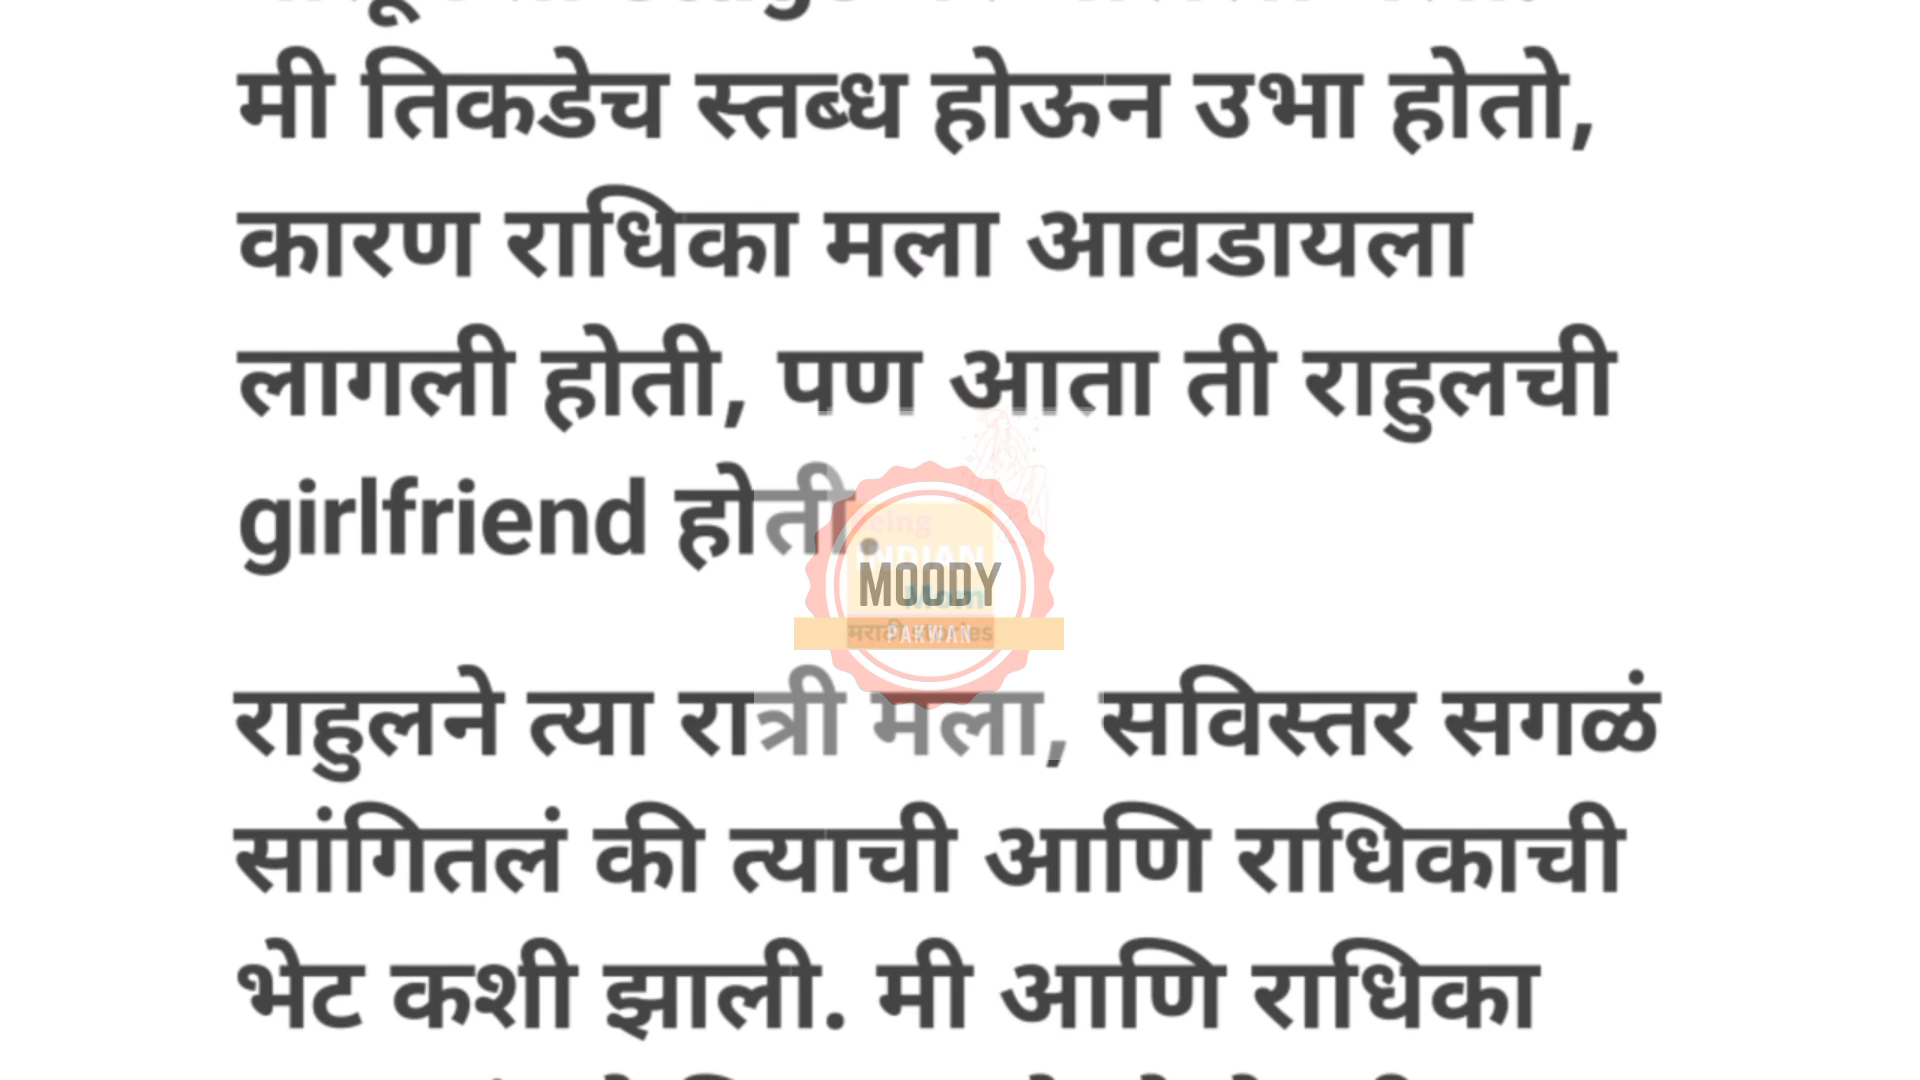 मी तिकडेच स्तब्ध होऊन उभा होतो,
कारण राधिका मला आवडायला
लागली होती, पण आता ती राहुलची
girlfriend होती.
MOODY
PAKWAN
राहुलने त्या रात्री मला, सविस्तर सगळं
सांगितलं की त्याची आणि राधिकाची
भेट कशी झाली. मी आणि राधिका